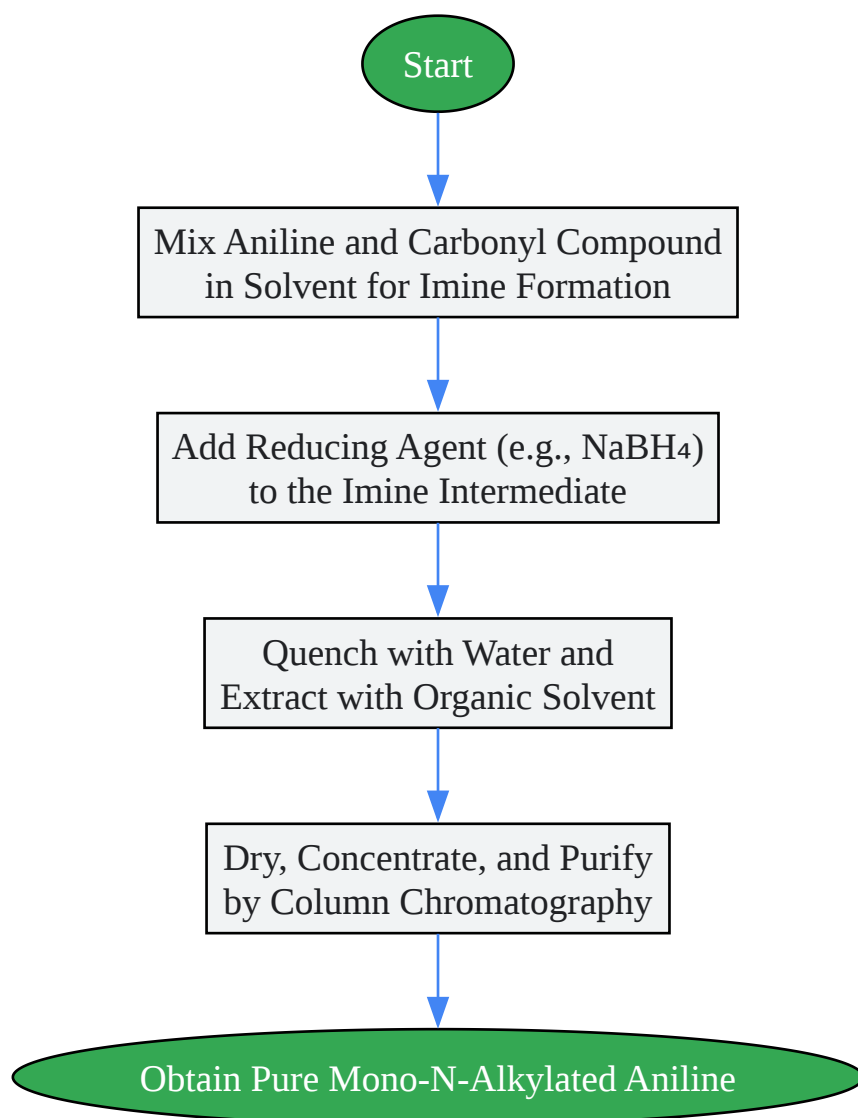 Start
Mix Aniline and Carbonyl Compound
in Solvent for Imine Formation
Add Reducing Agent (e.g., NaBH₄)
to the Imine Intermediate
Quench with Water and
Extract with Organic Solvent
Dry, Concentrate, and Purify
by Column Chromatography
Obtain Pure Mono-N-Alkylated Aniline